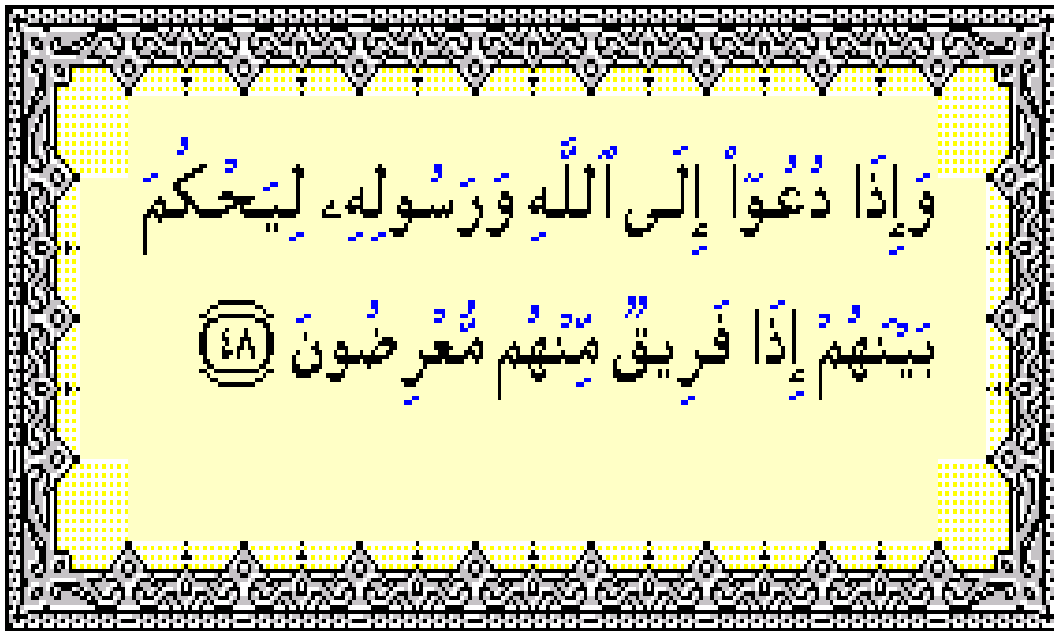 وَإِذَا دُعُوٓا۟ إِلَى ٱللَّهِ وَرَسُولِهِۦ لِيَحْكُمَ
بَيْنَهُمْ إِذَا فَرِيقٌ مِّنْهُم مُّعْرِضُونَ ٤٨